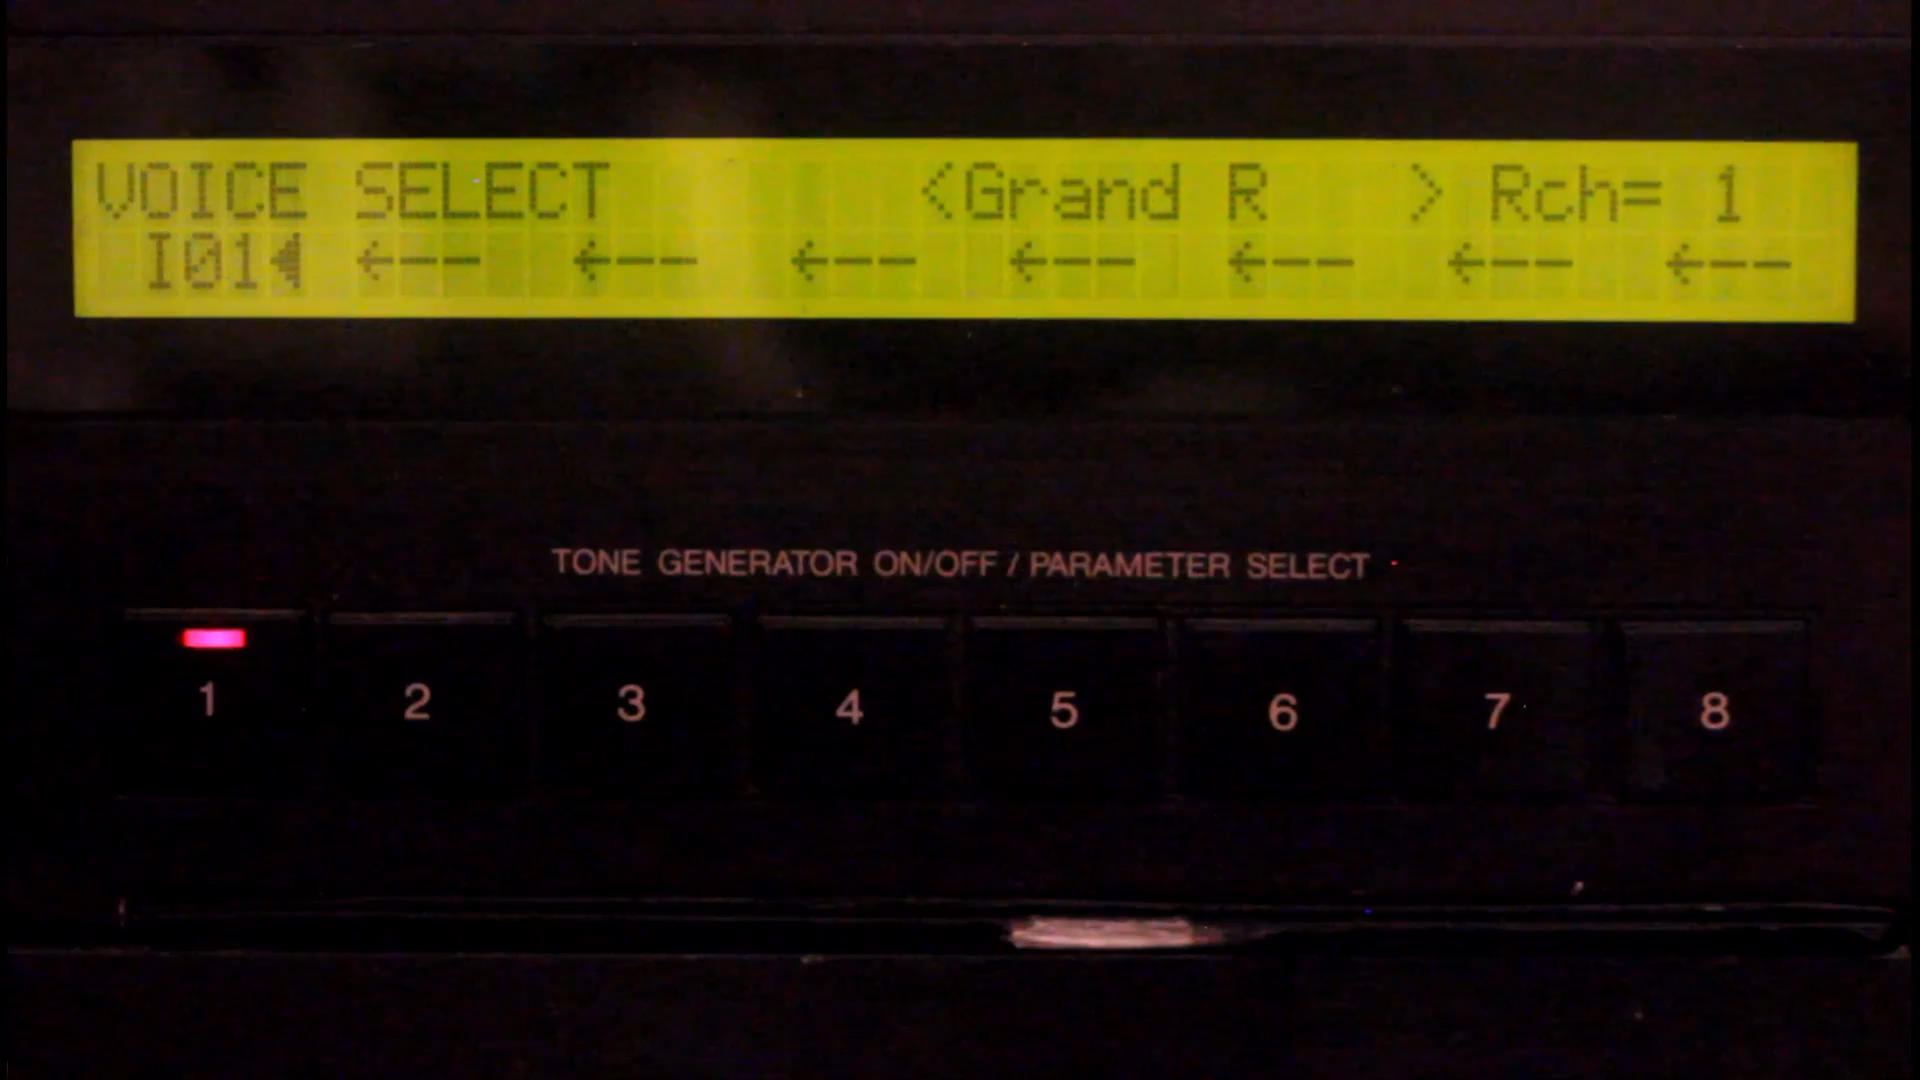 VOICE SELECT <Grand R > Rch= 1
I01◀ ←-- ←-- ←-- ←-- ←-- ←-- ←--
TONE GENERATOR ON/OFF / PARAMETER SELECT
1 2 3 4 5 6 7 8